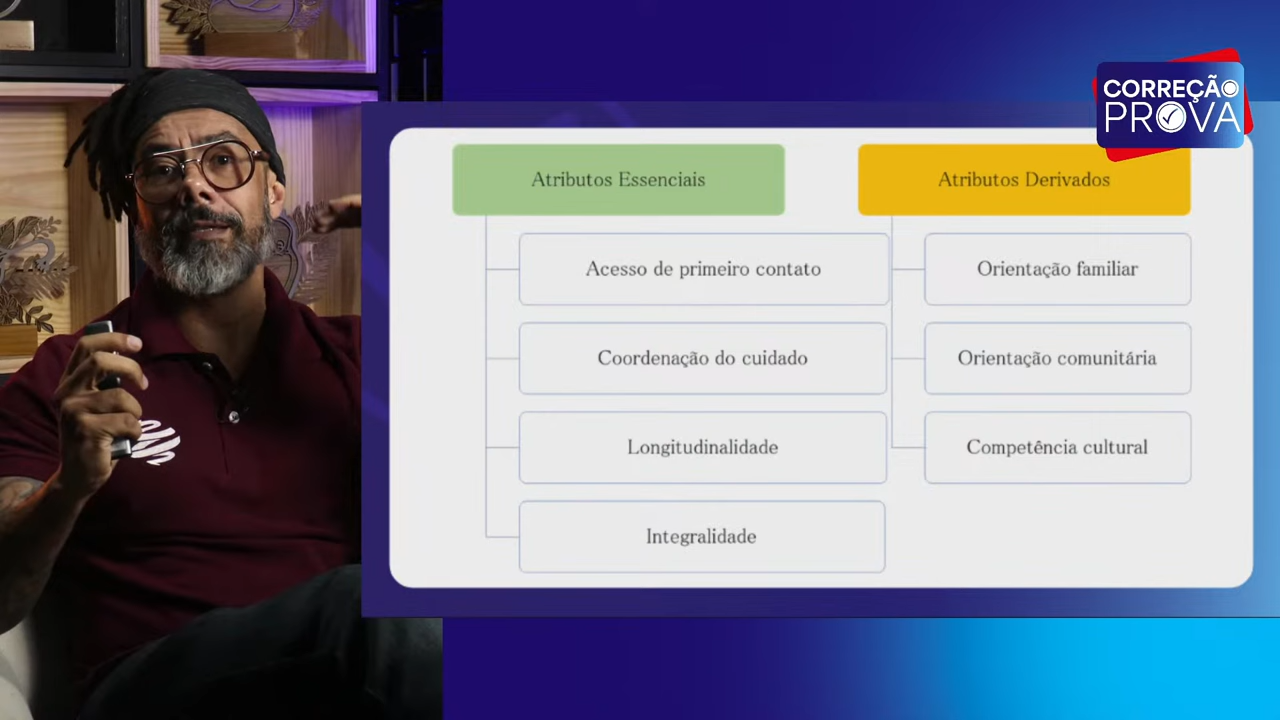 CORREÇÃO
PROVA
Atributos Essenciais
Acesso de primeiro contato
Coordenação do cuidado
Longitudinalidade
Integralidade
Atributos Derivados
Orientação familiar
Orientação comunitária
Competência cultural